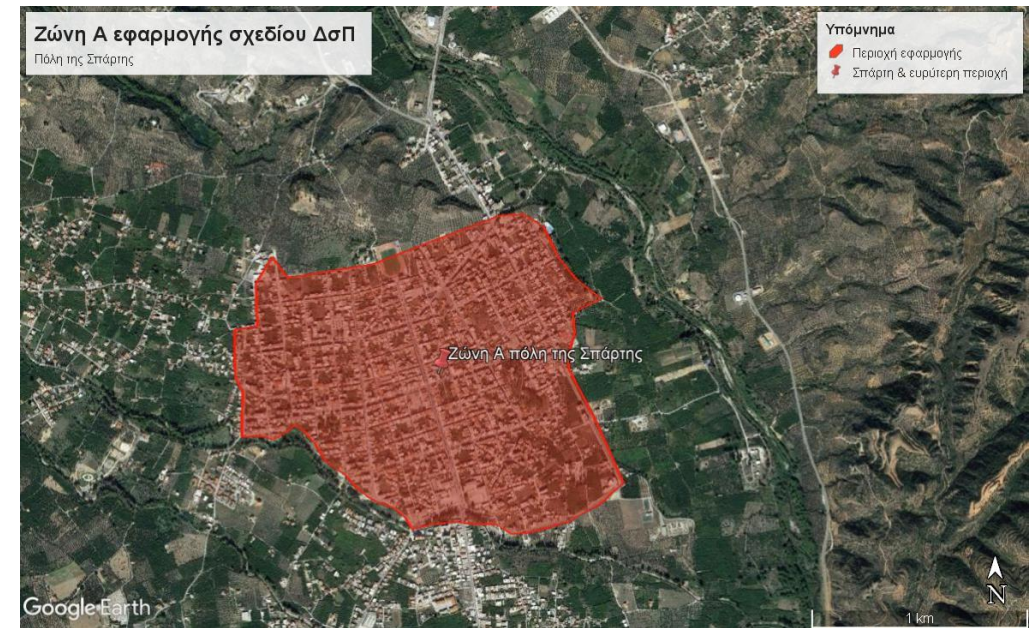 Ζώνη Α εφαρμογής σχεδίου ΔσΠ
Πόλη της Σπάρτης
Υπόμνημα
Περιοχή εφαρμογής
Σπάρτη & ευρύτερη περιοχή
Ζώνη Α πόλη της Σπάρτης
Google Earth
N
1 km